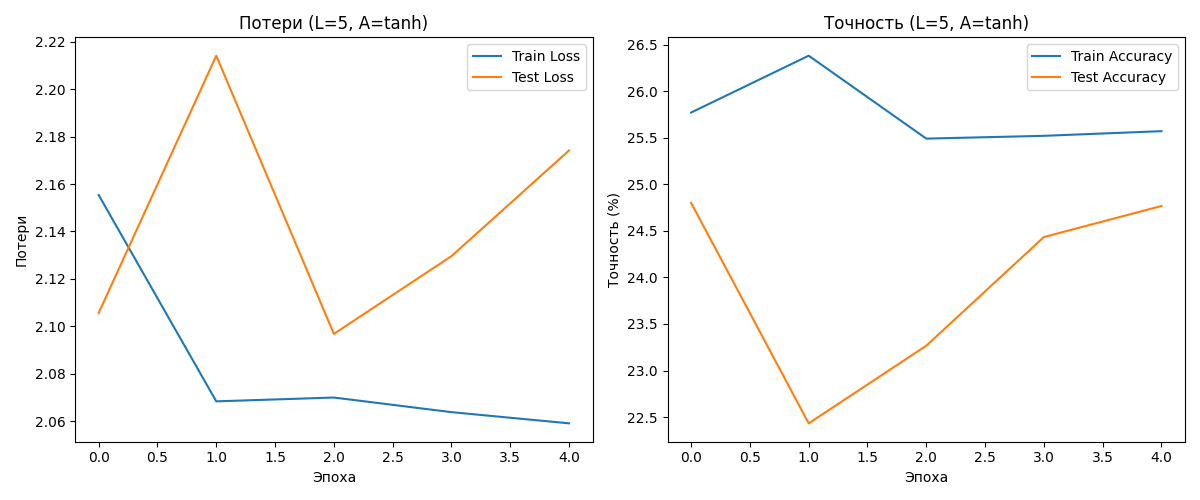 Потери (L=5, A=tanh)
2.22
2.20
2.18
2.16
2.14
2.12
2.10
2.08
2.06
Потери
Train Loss
Test Loss
0.0 0.5 1.0 1.5 2.0 2.5 3.0 3.5 4.0
Эпоха
Точность (L=5, A=tanh)
26.5
26.0
25.5
25.0
24.5
24.0
23.5
23.0
22.5
Точность (%)
Train Accuracy
Test Accuracy
0.0 0.5 1.0 1.5 2.0 2.5 3.0 3.5 4.0
Эпоха